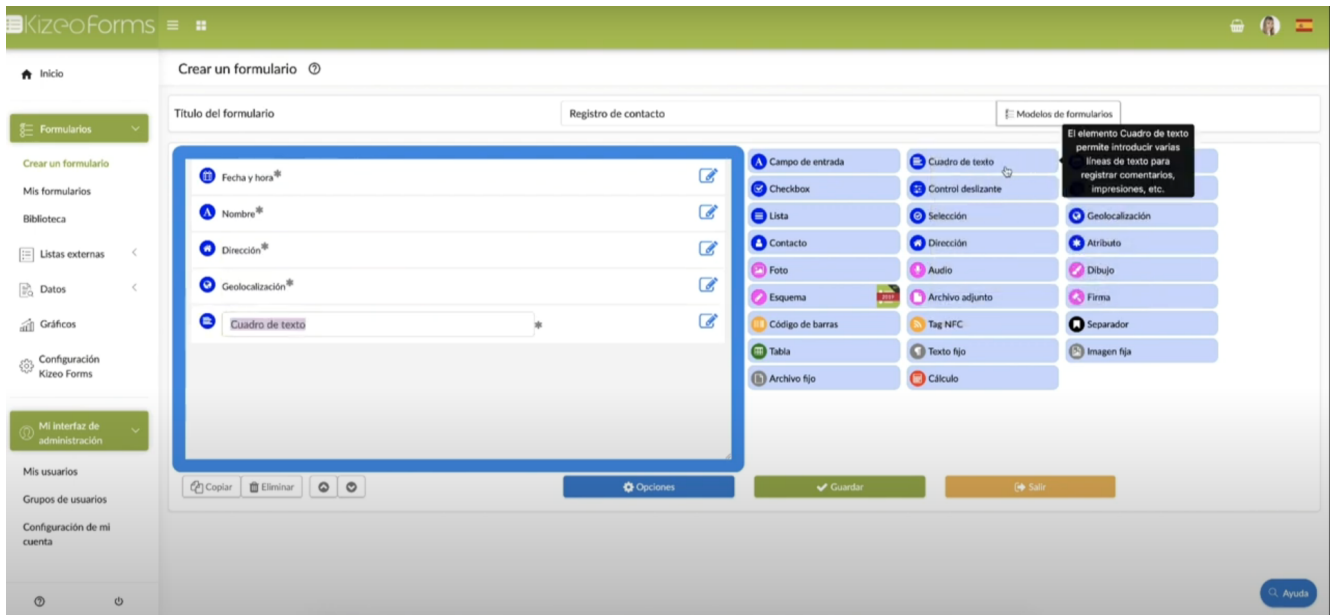 KizeoForms
Inicio
Crear un formulario
Formularios
Título del formulario
Registro de contacto
Modelos de formularios
El elemento Cuadro de texto
permite introducir varias
líneas de texto para
registrar comentarios,
impresiones, etc.
Crear un formulario
Mis formularios
Biblioteca
Listas externas
Datos
Gráficos
Configuración
Kizeo Forms
Mi interfaz de
administración
Mis usuarios
Grupos de usuarios
Configuración de mi
cuenta
Fecha y hora*
Nombre*
Dirección*
Geolocalización*
Cuadro de texto *
Campo de entrada
Cuadro de texto
Checkbox
Control deslizante
Lista
Selección
Geolocalización
Contacto
Dirección
Atributo
Foto
Audio
Dibujo
Esquema
Archivo adjunto
Firma
Código de barras
Tag NFC
Separador
Tabla
Texto fijo
Imagen fija
Archivo fijo
Cálculo
Copiar
Eliminar
Opciones
Guardar
Salir
Ayuda